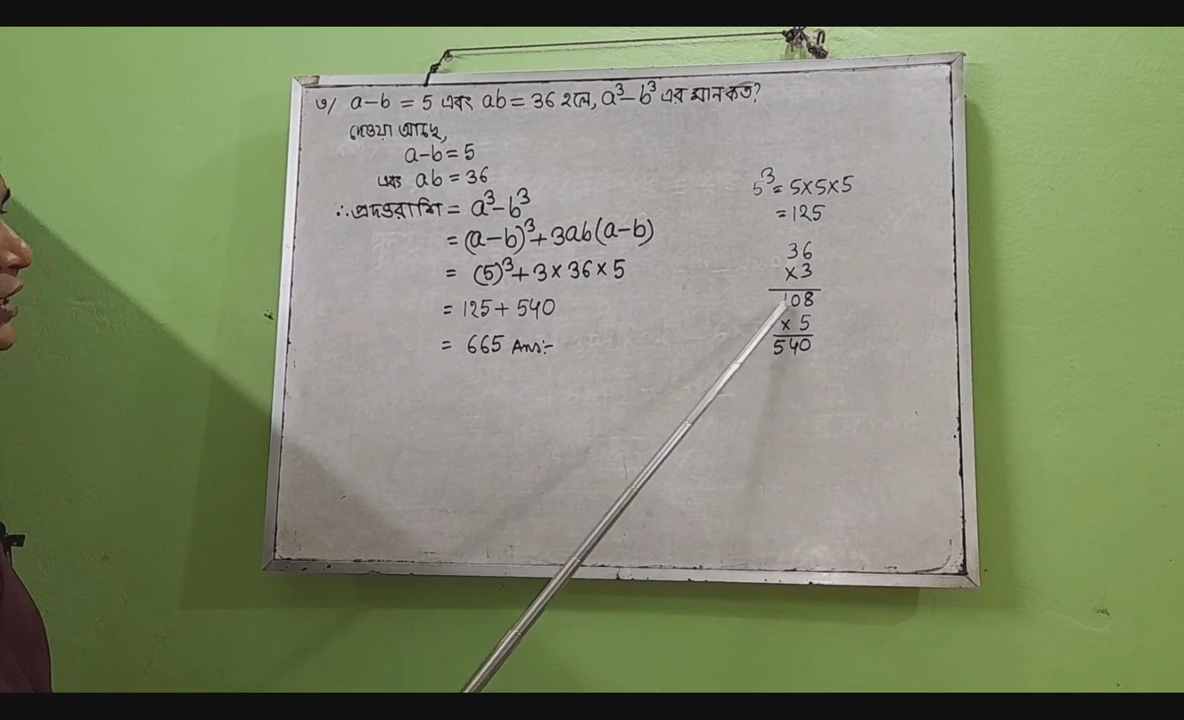 ৩/ a-b = 5 এবং ab = 36 হলে, a³-b³ এর মান কত?
দেওয়া আছে,
a-b = 5
এবং ab = 36
∴ প্রদত্তরাশি = a³-b³
= (a-b)³+3ab(a-b)
= (5)³+3×36×5
= 125+540
= 665 Ans:-
5³= 5×5×5
= 125
36
×3
108
× 5
540